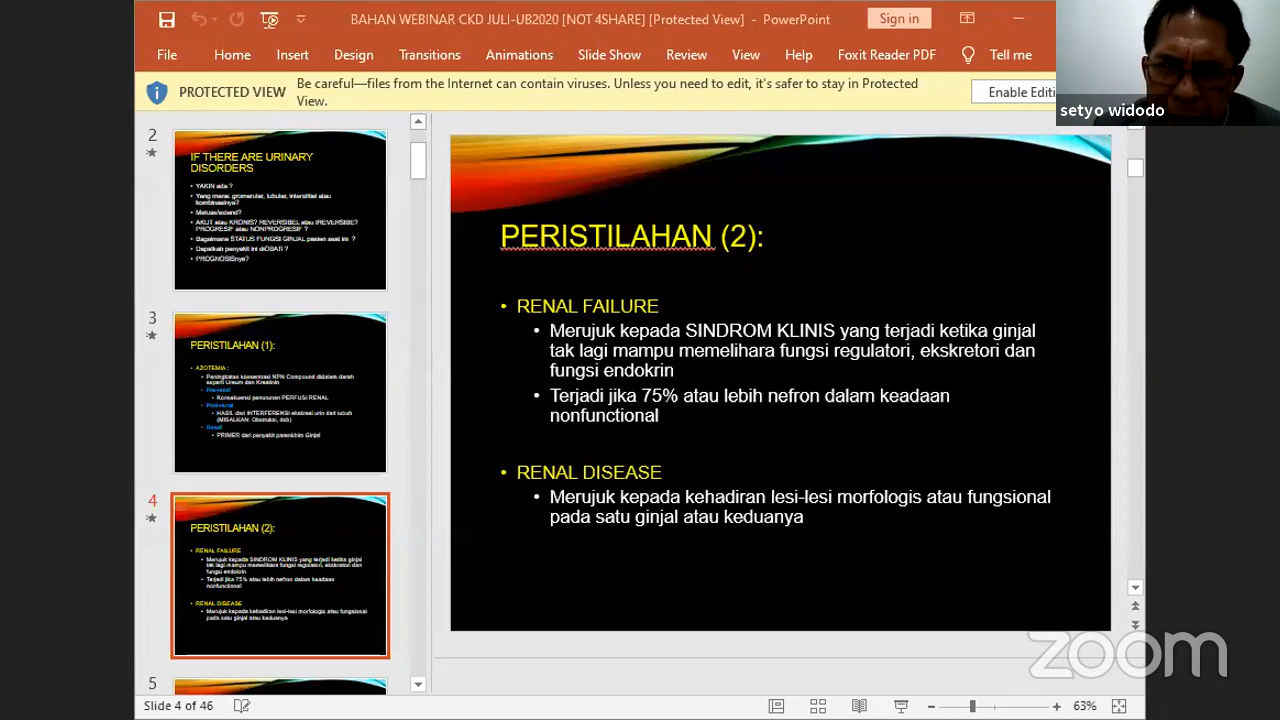 BAHAN WEBINAR CKD JULI-UB2020 [NOT 4SHARE] [Protected View] - PowerPoint
Sign in
File Home Insert Design Transitions Animations Slide Show Review View Help Foxit Reader PDF Tell me
PROTECTED VIEW
Be careful—files from the Internet can contain viruses. Unless you need to edit, it's safer to stay in Protected
View.
Enable Editi
setyo widodo
2
IF THERE ARE URINARY
DISORDERS
• YAKIN ada ?
• Yang mana: gromerular, tubular, interstitiel atau
kombinasinya?
• Meluas/extend?
• AKUT atau KRONIS? REVERSIBEL atau IREVERSIBE?
PROGRESIF atau NONPROGRESIF ?
• Bagaimana STATUS FUNGSI GINJAL pasien saat ini ?
• Dapatkah penyakit ini diOBATI ?
• PROGNOSISnya?
3
PERISTILAHAN (1):
• AZOTEMIA :
• Peningkatan konsentrasi NPN Compound didalam darah
seperti Ureum dan Kreatinin
• Pre-renal
• Konsekuensi penurunan PERFUSI RENAL
• Post-renal
• HASIL dari INTERFERENSI ekskresi urin dari tubuh
(MISALKAN: Obstruksi, dsb)
• Renal
• PRIMER dari penyakit parenkhim Ginjal
4
PERISTILAHAN (2):
• RENAL FAILURE
• Merujuk kepada SINDROM KLINIS yang terjadi ketika ginjal
tak lagi mampu memelihara fungsi regulatori, ekskretori dan
fungsi endokrin
• Terjadi jika 75% atau lebih nefron dalam keadaan
nonfunctional
• RENAL DISEASE
• Merujuk kepada kehadiran lesi-lesi morfologis atau fungsional
pada satu ginjal atau keduanya
5
PERISTILAHAN (2):
• RENAL FAILURE
• Merujuk kepada SINDROM KLINIS yang terjadi ketika ginjal
tak lagi mampu memelihara fungsi regulatori, ekskretori dan
fungsi endokrin
• Terjadi jika 75% atau lebih nefron dalam keadaan
nonfunctional
• RENAL DISEASE
• Merujuk kepada kehadiran lesi-lesi morfologis atau fungsional
pada satu ginjal atau keduanya
zoom
Slide 4 of 46
63%